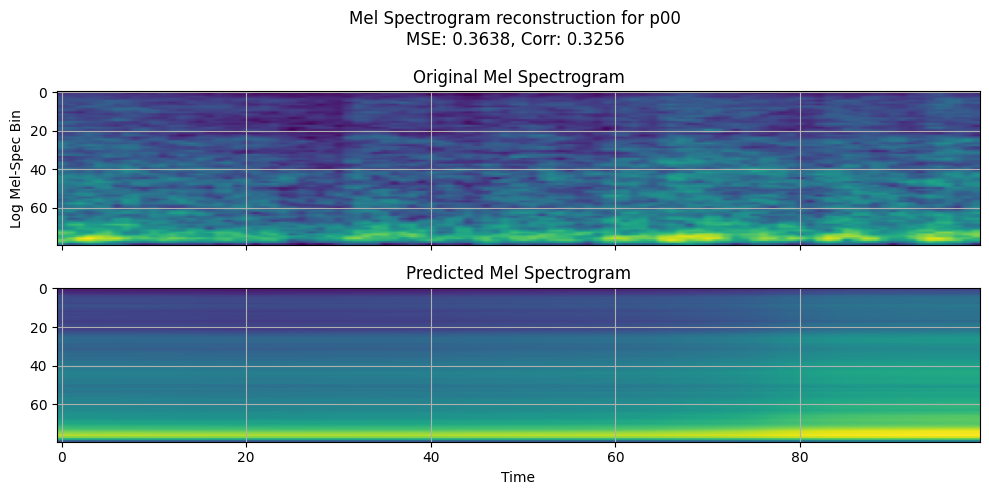 Mel Spectrogram reconstruction for p00
MSE: 0.3638, Corr: 0.3256
Original Mel Spectrogram
0
20
40
60
Log Mel-Spec Bin
Predicted Mel Spectrogram
0
20
40
60
0 20 40 60 80
Time